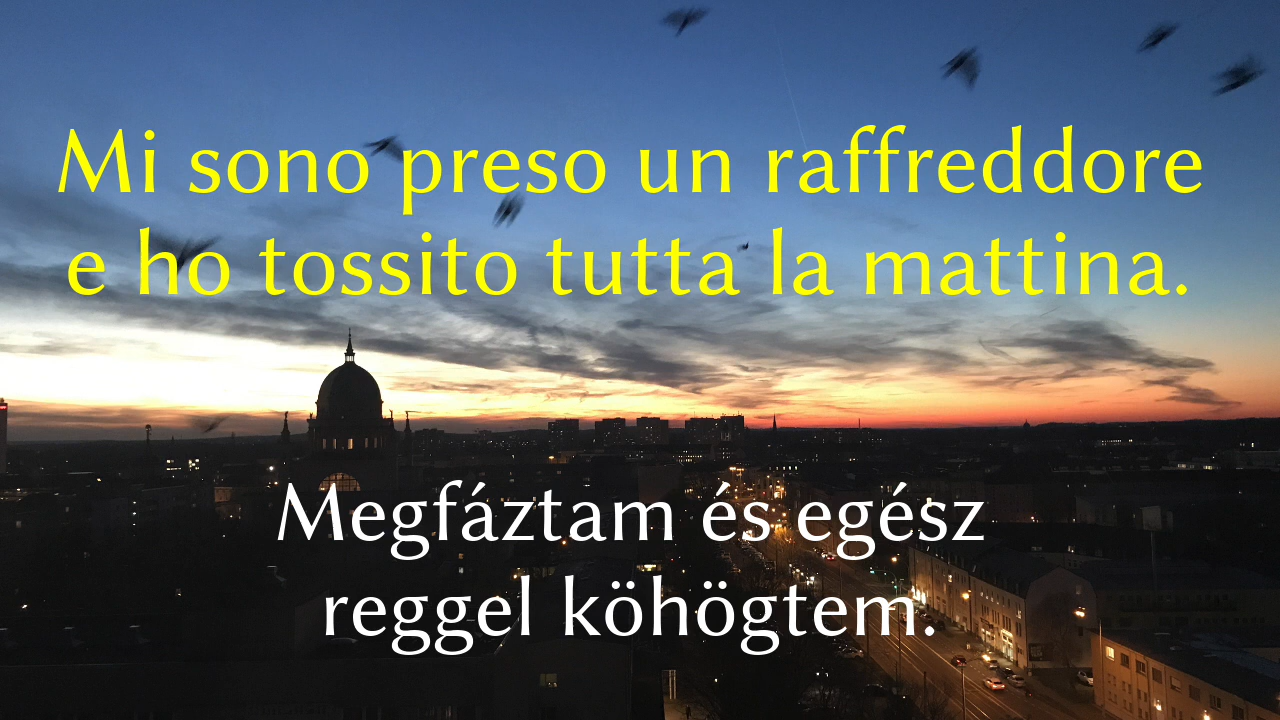 Mi sono preso un raffreddore
e ho tossito tutta la mattina.
Megfáztam és egész
reggel köhögtem.